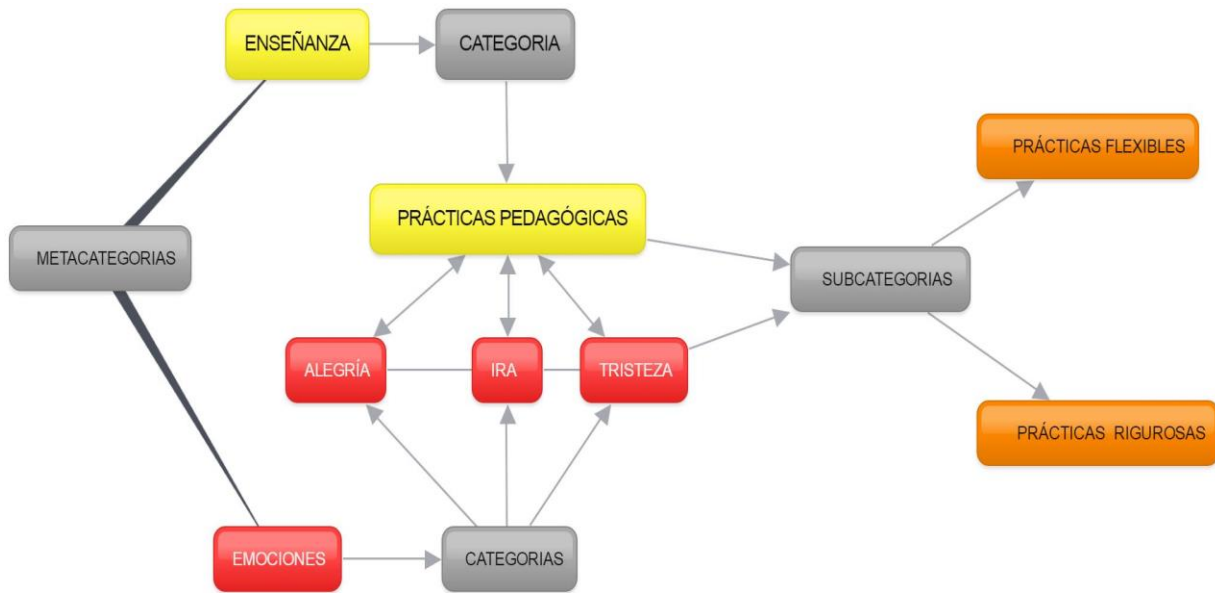 ENSEÑANZA
CATEGORIA
PRÁCTICAS FLEXIBLES
PRÁCTICAS PEDAGÓGICAS
METACATEGORIAS
SUBCATEGORIAS
ALEGRÍA
IRA
TRISTEZA
PRÁCTICAS RIGUROSAS
EMOCIONES
CATEGORIAS